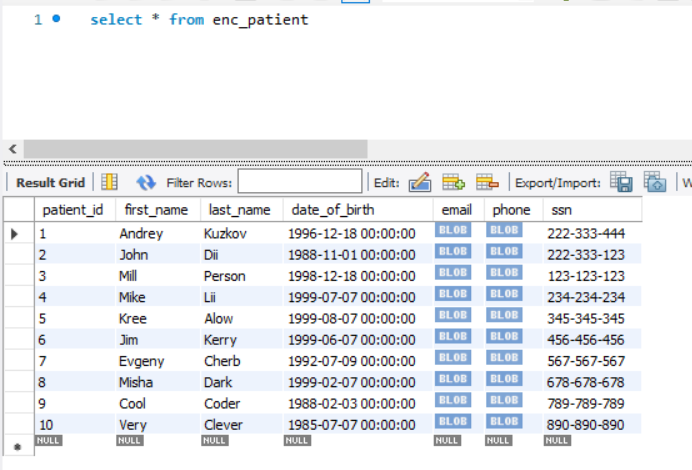 1 select * from enc_patient
Result Grid Filter Rows: Edit: Export/Import: W
patient_id first_name last_name date_of_birth email phone ssn
1 Andrey Kuzkov 1996-12-18 00:00:00 BLOB BLOB 222-333-444
2 John Dii 1988-11-01 00:00:00 BLOB BLOB 222-333-123
3 Mill Person 1998-12-18 00:00:00 BLOB BLOB 123-123-123
4 Mike Lii 1999-07-07 00:00:00 BLOB BLOB 234-234-234
5 Kree Alow 1999-08-07 00:00:00 BLOB BLOB 345-345-345
6 Jim Kerry 1999-06-07 00:00:00 BLOB BLOB 456-456-456
7 Evgeny Cherb 1992-07-09 00:00:00 BLOB BLOB 567-567-567
8 Misha Dark 1999-02-07 00:00:00 BLOB BLOB 678-678-678
9 Cool Coder 1988-02-03 00:00:00 BLOB BLOB 789-789-789
10 Very Clever 1985-07-07 00:00:00 BLOB BLOB 890-890-890
NULL NULL NULL NULL NULL NULL NULL